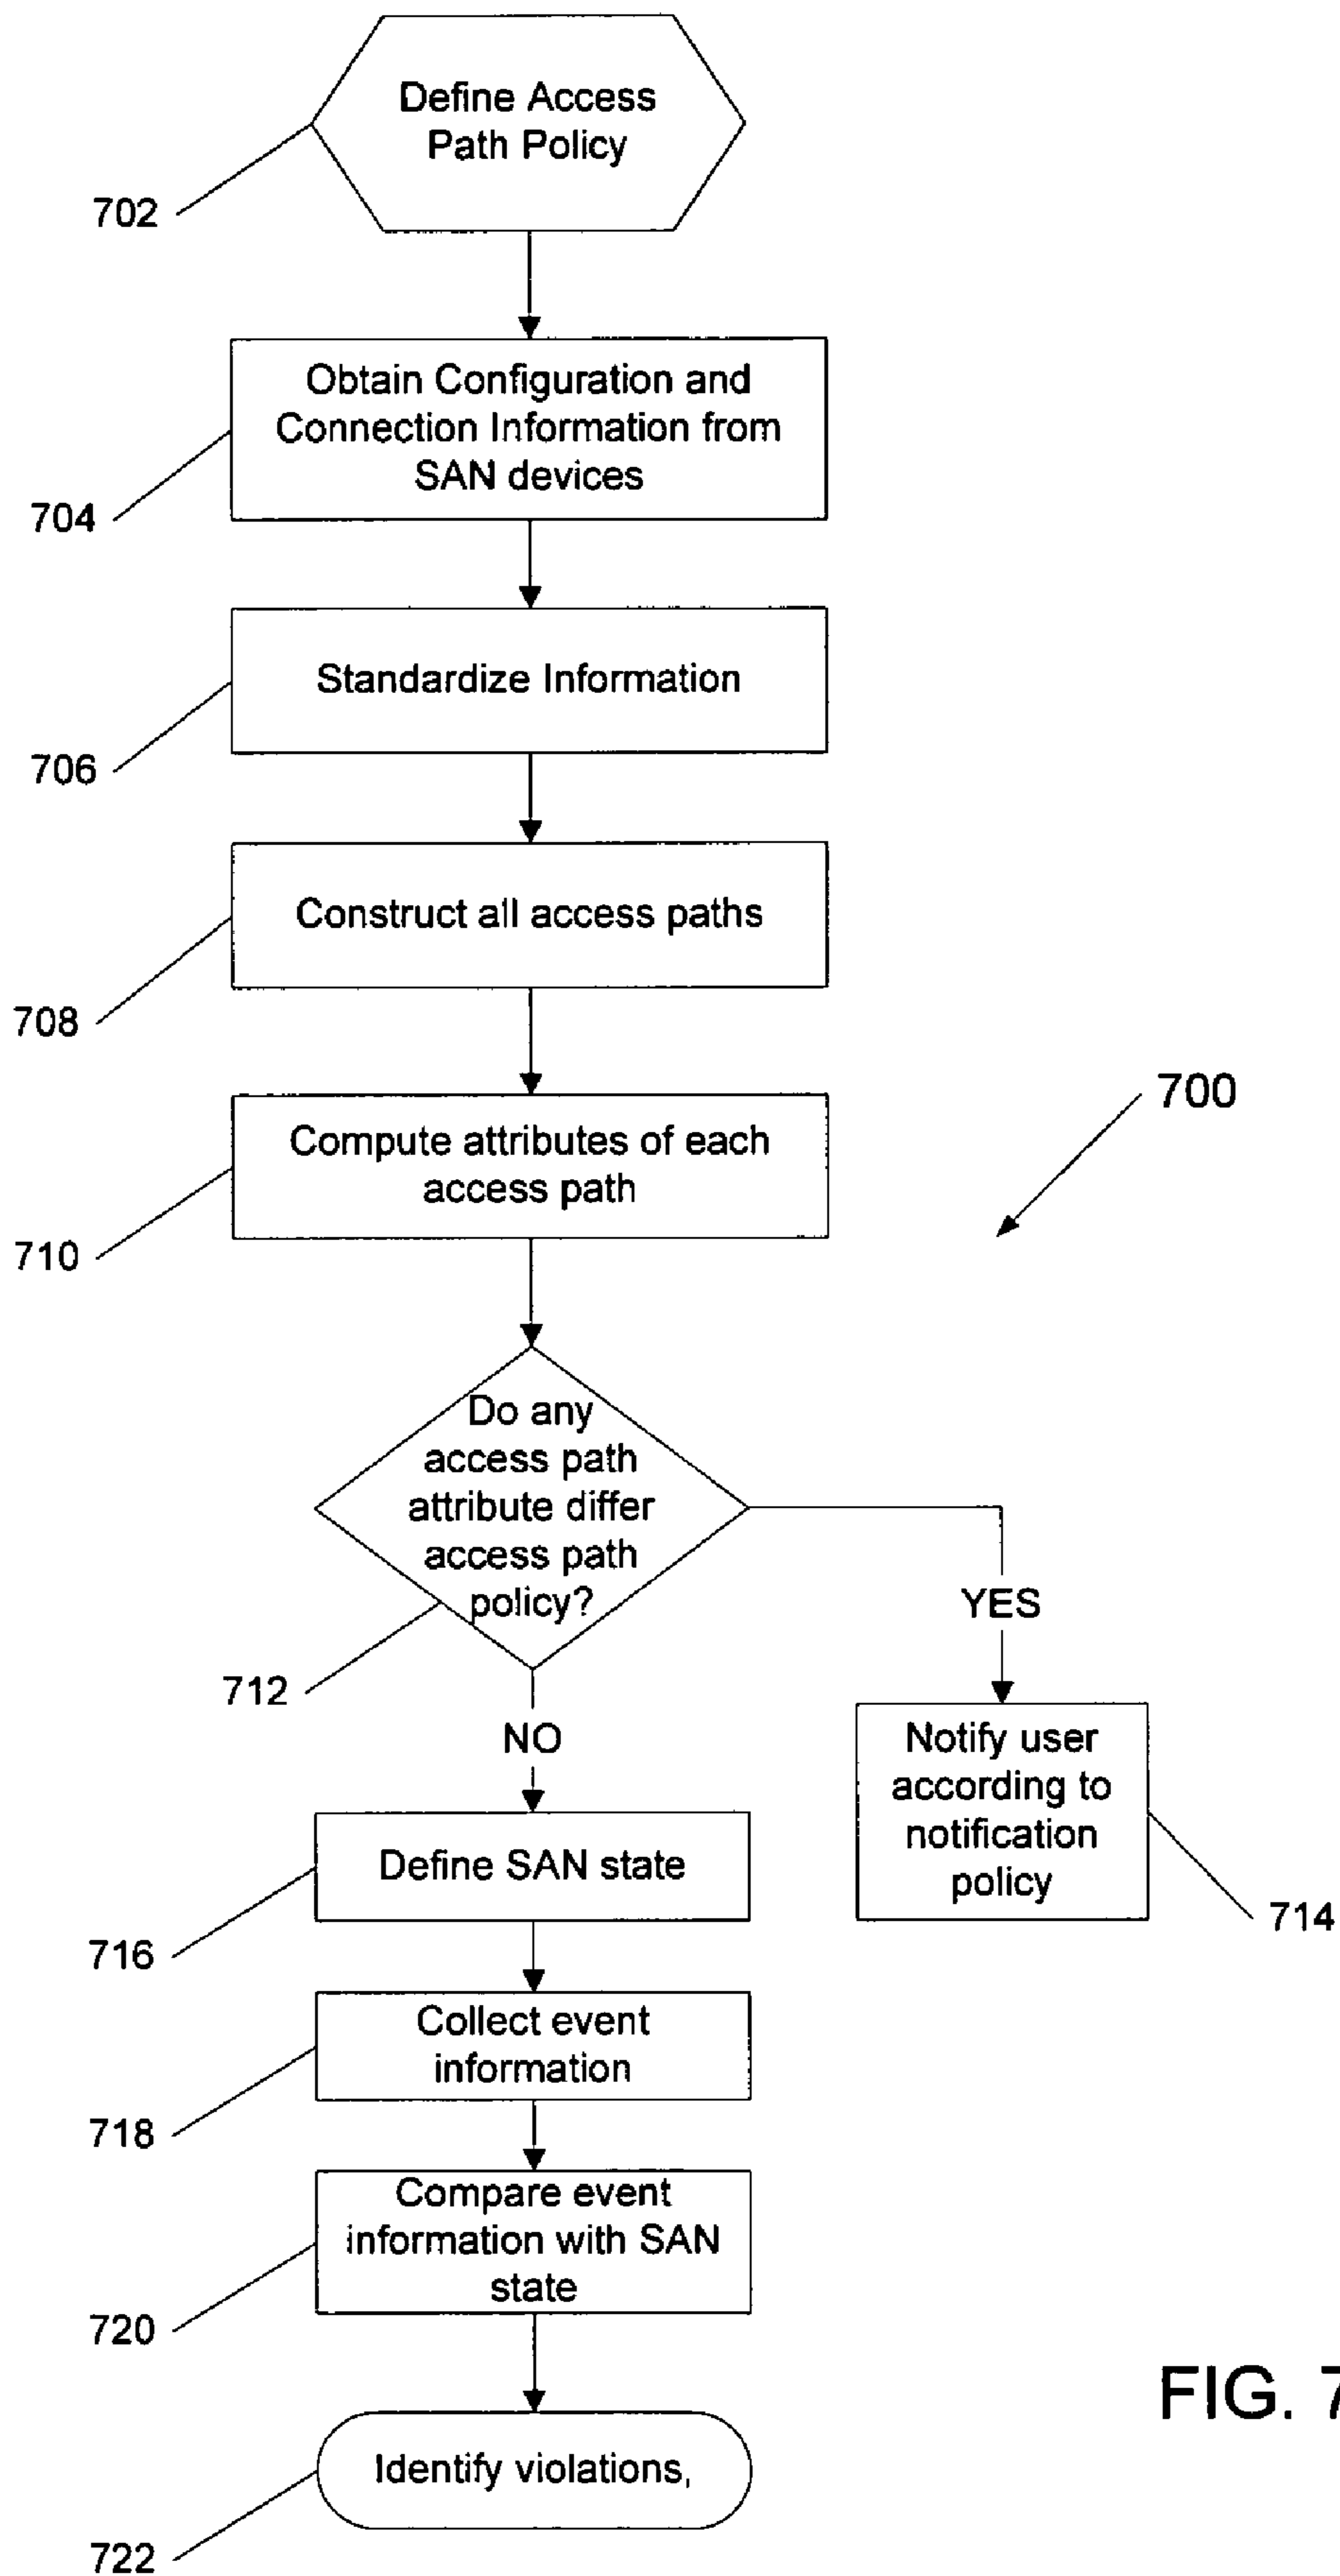 Define Access
Path Policy
702
Obtain Configuration and
Connection Information from
SAN devices
704
Standardize Information
706
Construct all access paths
708
700
Compute attributes of each
access path
710
Do any
access path
attribute differ
access path
policy?
YES
712
NO
Notify user
according to
notification
policy
714
Define SAN state
716
Collect event
information
718
Compare event
information with SAN
state
720
FIG. 7
Identify violations,
722